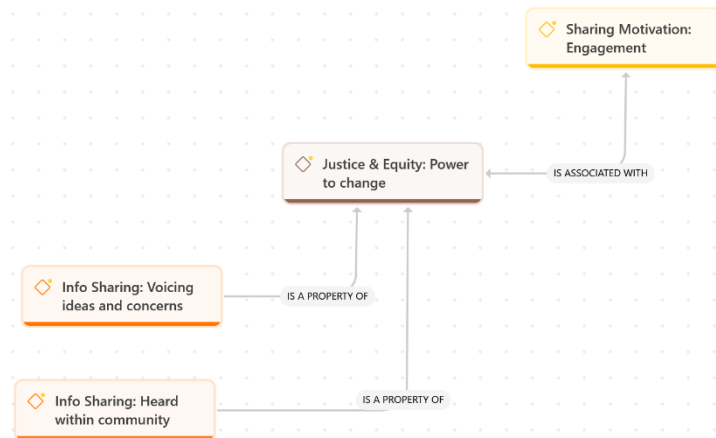 Sharing Motivation:
Engagement
Justice & Equity: Power
to change
IS ASSOCIATED WITH
Info Sharing: Voicing
ideas and concerns
IS A PROPERTY OF
Info Sharing: Heard
within community
IS A PROPERTY OF